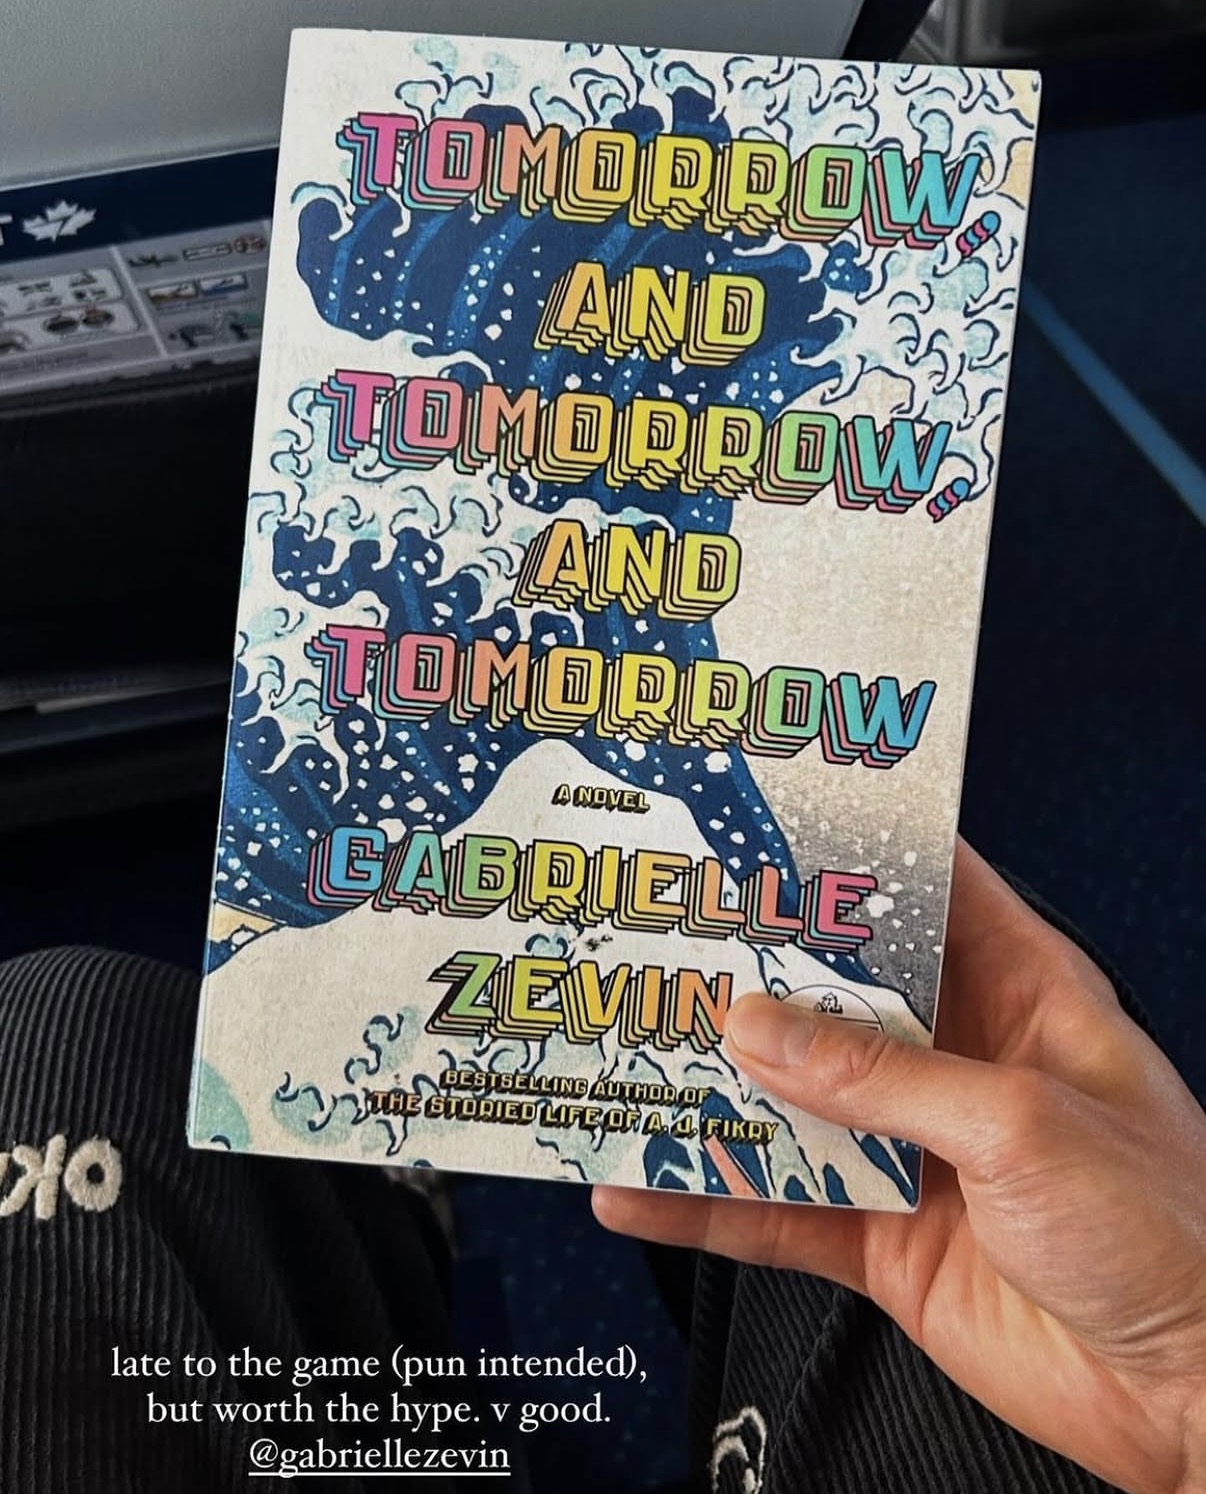 TOMORROW,
AND
TOMORROW,
AND
TOMORROW
A NOVEL
GABRIELLE
ZEVIN
BESTSELLING AUTHOR OF
THE STORIED LIFE OF A. J. FIKRY
late to the game (pun intended),
but worth the hype. v good.
@gabriellezevin